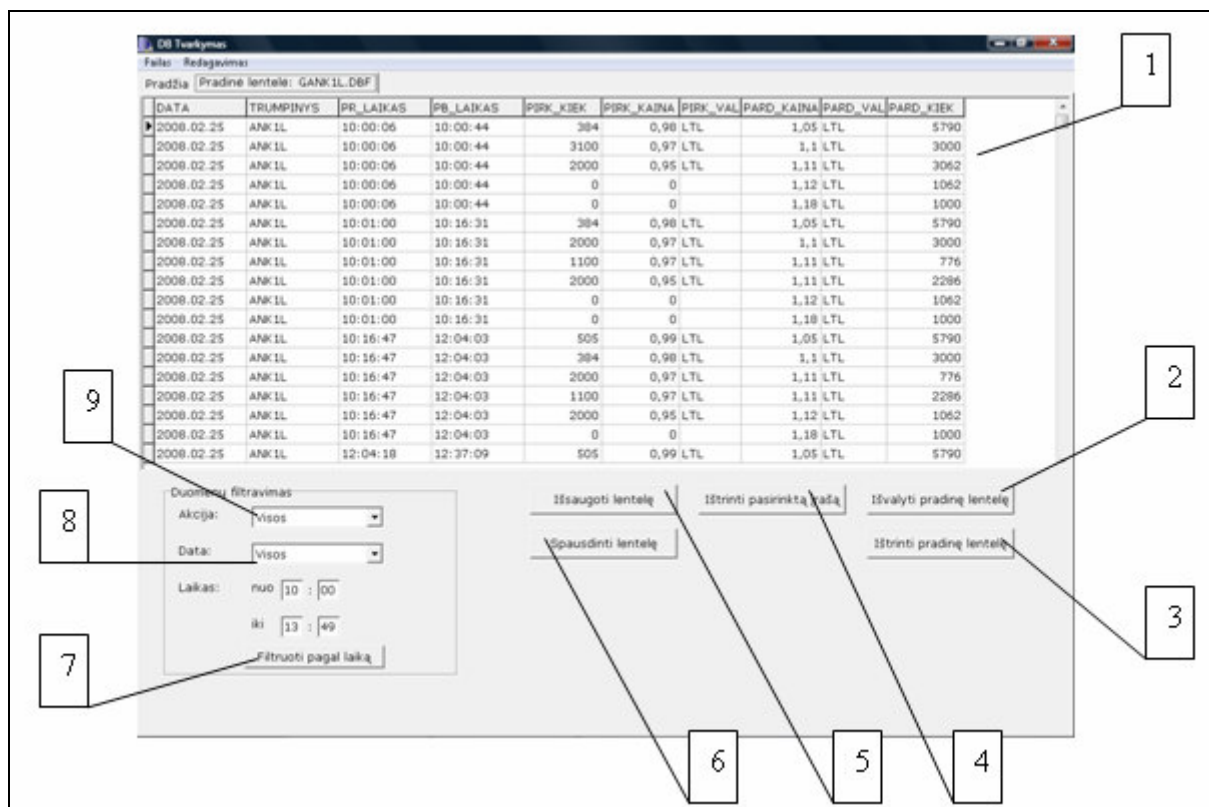 DB Tvarkymas
Failas Redagavimas
Pradžia Pradinė lentelė: GANK1L.DBF
DATA TRUMPINYS PR_LAIKAS PB_LAIKAS PIRK_KIEK PIRK_KAINA PIRK_VAL PARD_KAINA PARD_VAL PARD_KIEK
2008.02.25 ANK1L 10:00:06 10:00:44 384 0,98 LTL 1,05 LTL 5790
2008.02.25 ANK1L 10:00:06 10:00:44 3100 0,97 LTL 1,1 LTL 3000
2008.02.25 ANK1L 10:00:06 10:00:44 2000 0,95 LTL 1,11 LTL 3062
2008.02.25 ANK1L 10:00:06 10:00:44 0 0 1,12 LTL 1062
2008.02.25 ANK1L 10:00:06 10:00:44 0 0 1,18 LTL 1000
2008.02.25 ANK1L 10:01:00 10:16:31 384 0,98 LTL 1,05 LTL 5790
2008.02.25 ANK1L 10:01:00 10:16:31 2000 0,97 LTL 1,1 LTL 3000
2008.02.25 ANK1L 10:01:00 10:16:31 1100 0,97 LTL 1,11 LTL 776
2008.02.25 ANK1L 10:01:00 10:16:31 2000 0,95 LTL 1,11 LTL 2286
2008.02.25 ANK1L 10:01:00 10:16:31 0 0 1,12 LTL 1062
2008.02.25 ANK1L 10:01:00 10:16:31 0 0 1,18 LTL 1000
2008.02.25 ANK1L 10:16:47 12:04:03 505 0,99 LTL 1,05 LTL 5790
2008.02.25 ANK1L 10:16:47 12:04:03 384 0,98 LTL 1,1 LTL 3000
2008.02.25 ANK1L 10:16:47 12:04:03 2000 0,97 LTL 1,11 LTL 776
2008.02.25 ANK1L 10:16:47 12:04:03 1100 0,97 LTL 1,11 LTL 2286
2008.02.25 ANK1L 10:16:47 12:04:03 2000 0,95 LTL 1,12 LTL 1062
2008.02.25 ANK1L 10:16:47 12:04:03 0 0 1,18 LTL 1000
2008.02.25 ANK1L 12:04:18 12:37:09 505 0,99 LTL 1,05 LTL 5790
Duomenų filtravimas
Akcija: Visos
Data: Visos
Laikas: nuo 10 : 00
iki 13 : 49
Filtruoti pagal laiką
Išsaugoti lentelę
Ištrinti pasirinktą įrašą
Išvalyti pradinę lentelę
Spausdinti lentelę
Ištrinti pradinę lentelę
1
2
3
4
5
6
7
8
9